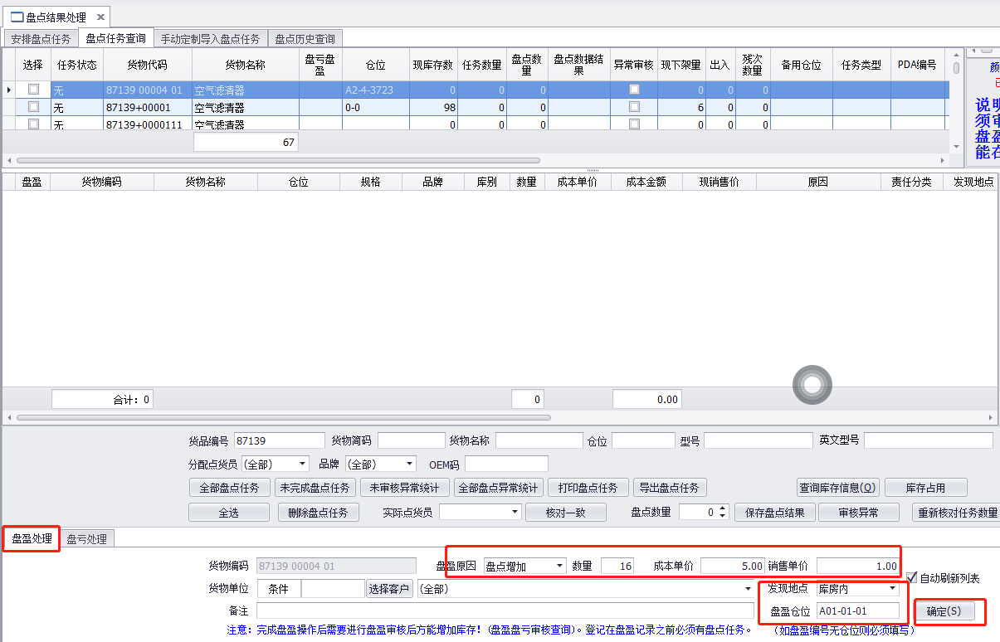 盘点结果处理
安排盘点任务 盘点任务查询 手动定制导入盘点任务 盘点历史查询
选择 任务状态 货物代码 货物名称 盘亏盘盈 仓位 现库存数 任务数量 盘点数量 盘点数据结果 异常审核 现下架量 出入 残次数量 备用仓位 任务类型 PDA编号
无 87139 00004 01 空气滤清器 A2-4-3723 0 0 0 0 0 0
无 87139+00001 空气滤清器 0-0 98 0 0 6 0 0
无 87139+0000111 空气滤清器 0 0 0 0 0 0
67
说明
须审
盘盈
能在
盘盈 货物编码 货物名称 仓位 规格 品牌 库别 数量 成本单价 成本金额 现销售价 原因 责任分类 发现地点
合计：0 0 0.00
货品编号 87139 货物简码 货物名称 仓位 型号 英文型号
分配点货员 (全部) 品牌 (全部) OEM码
全部盘点任务 未完成盘点任务 未审核异常统计 全部盘点异常统计 打印盘点任务 导出盘点任务 查询库存信息(Q) 库存占用
全选 删除盘点任务 实际点货员 核对一致 盘点数量 0 保存盘点结果 审核异常 重新核对任务数量
盘盈处理 盘亏处理
货物编码 87139 00004 01 盘盈原因 盘点增加 数量 16 成本单价 5.00 销售单价 1.00 自动刷新列表
货物单位 条件 选择客户 (全部) 发现地点 库房内
备注 盘盈仓位 A01-01-01 确定(S)
注意：完成盘盈操作后需要进行盘盈审核后方能增加库存！(盘盈盘亏审核查询)。登记在盘盈记录之前必须有盘点任务。 (如盘盈编号无仓位则必须填写)